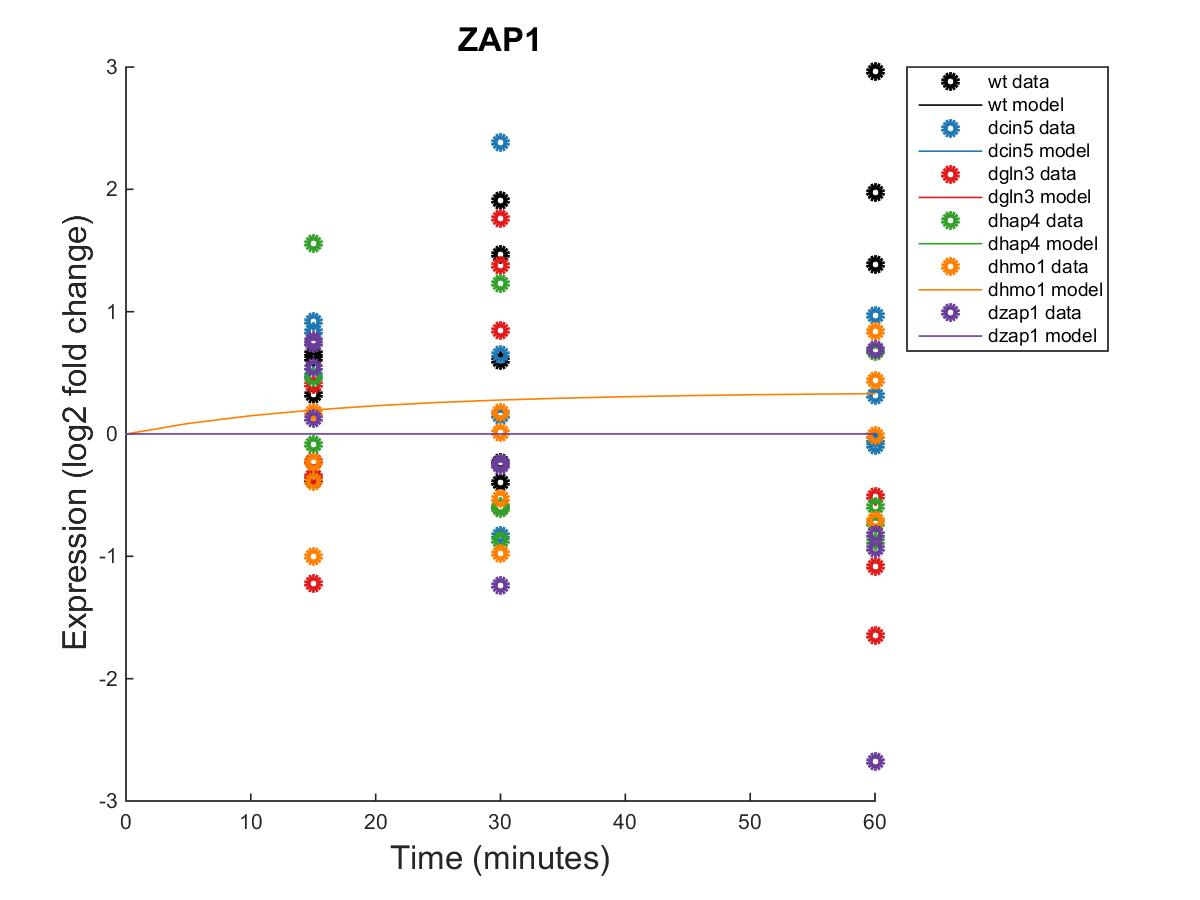 ZAP1
3
2
1
0
-1
-2
-3
Expression (log2 fold change)
0 10 20 30 40 50 60
Time (minutes)
wt data
wt model
dcin5 data
dcin5 model
dgln3 data
dgln3 model
dhap4 data
dhap4 model
dhmo1 data
dhmo1 model
dzap1 data
dzap1 model